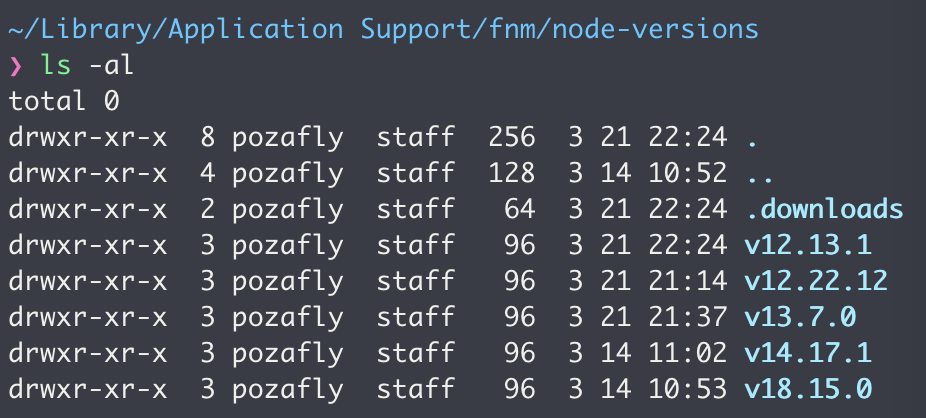 ~/Library/Application Support/fnm/node-versions
❯ ls -al
total 0
drwxr-xr-x  8 pozafly  staff  256  3 21 22:24 .
drwxr-xr-x  4 pozafly  staff  128  3 14 10:52 ..
drwxr-xr-x  2 pozafly  staff   64  3 21 22:24 .downloads
drwxr-xr-x  3 pozafly  staff   96  3 21 22:24 v12.13.1
drwxr-xr-x  3 pozafly  staff   96  3 21 21:14 v12.22.12
drwxr-xr-x  3 pozafly  staff   96  3 21 21:37 v13.7.0
drwxr-xr-x  3 pozafly  staff   96  3 14 11:02 v14.17.1
drwxr-xr-x  3 pozafly  staff   96  3 14 10:53 v18.15.0